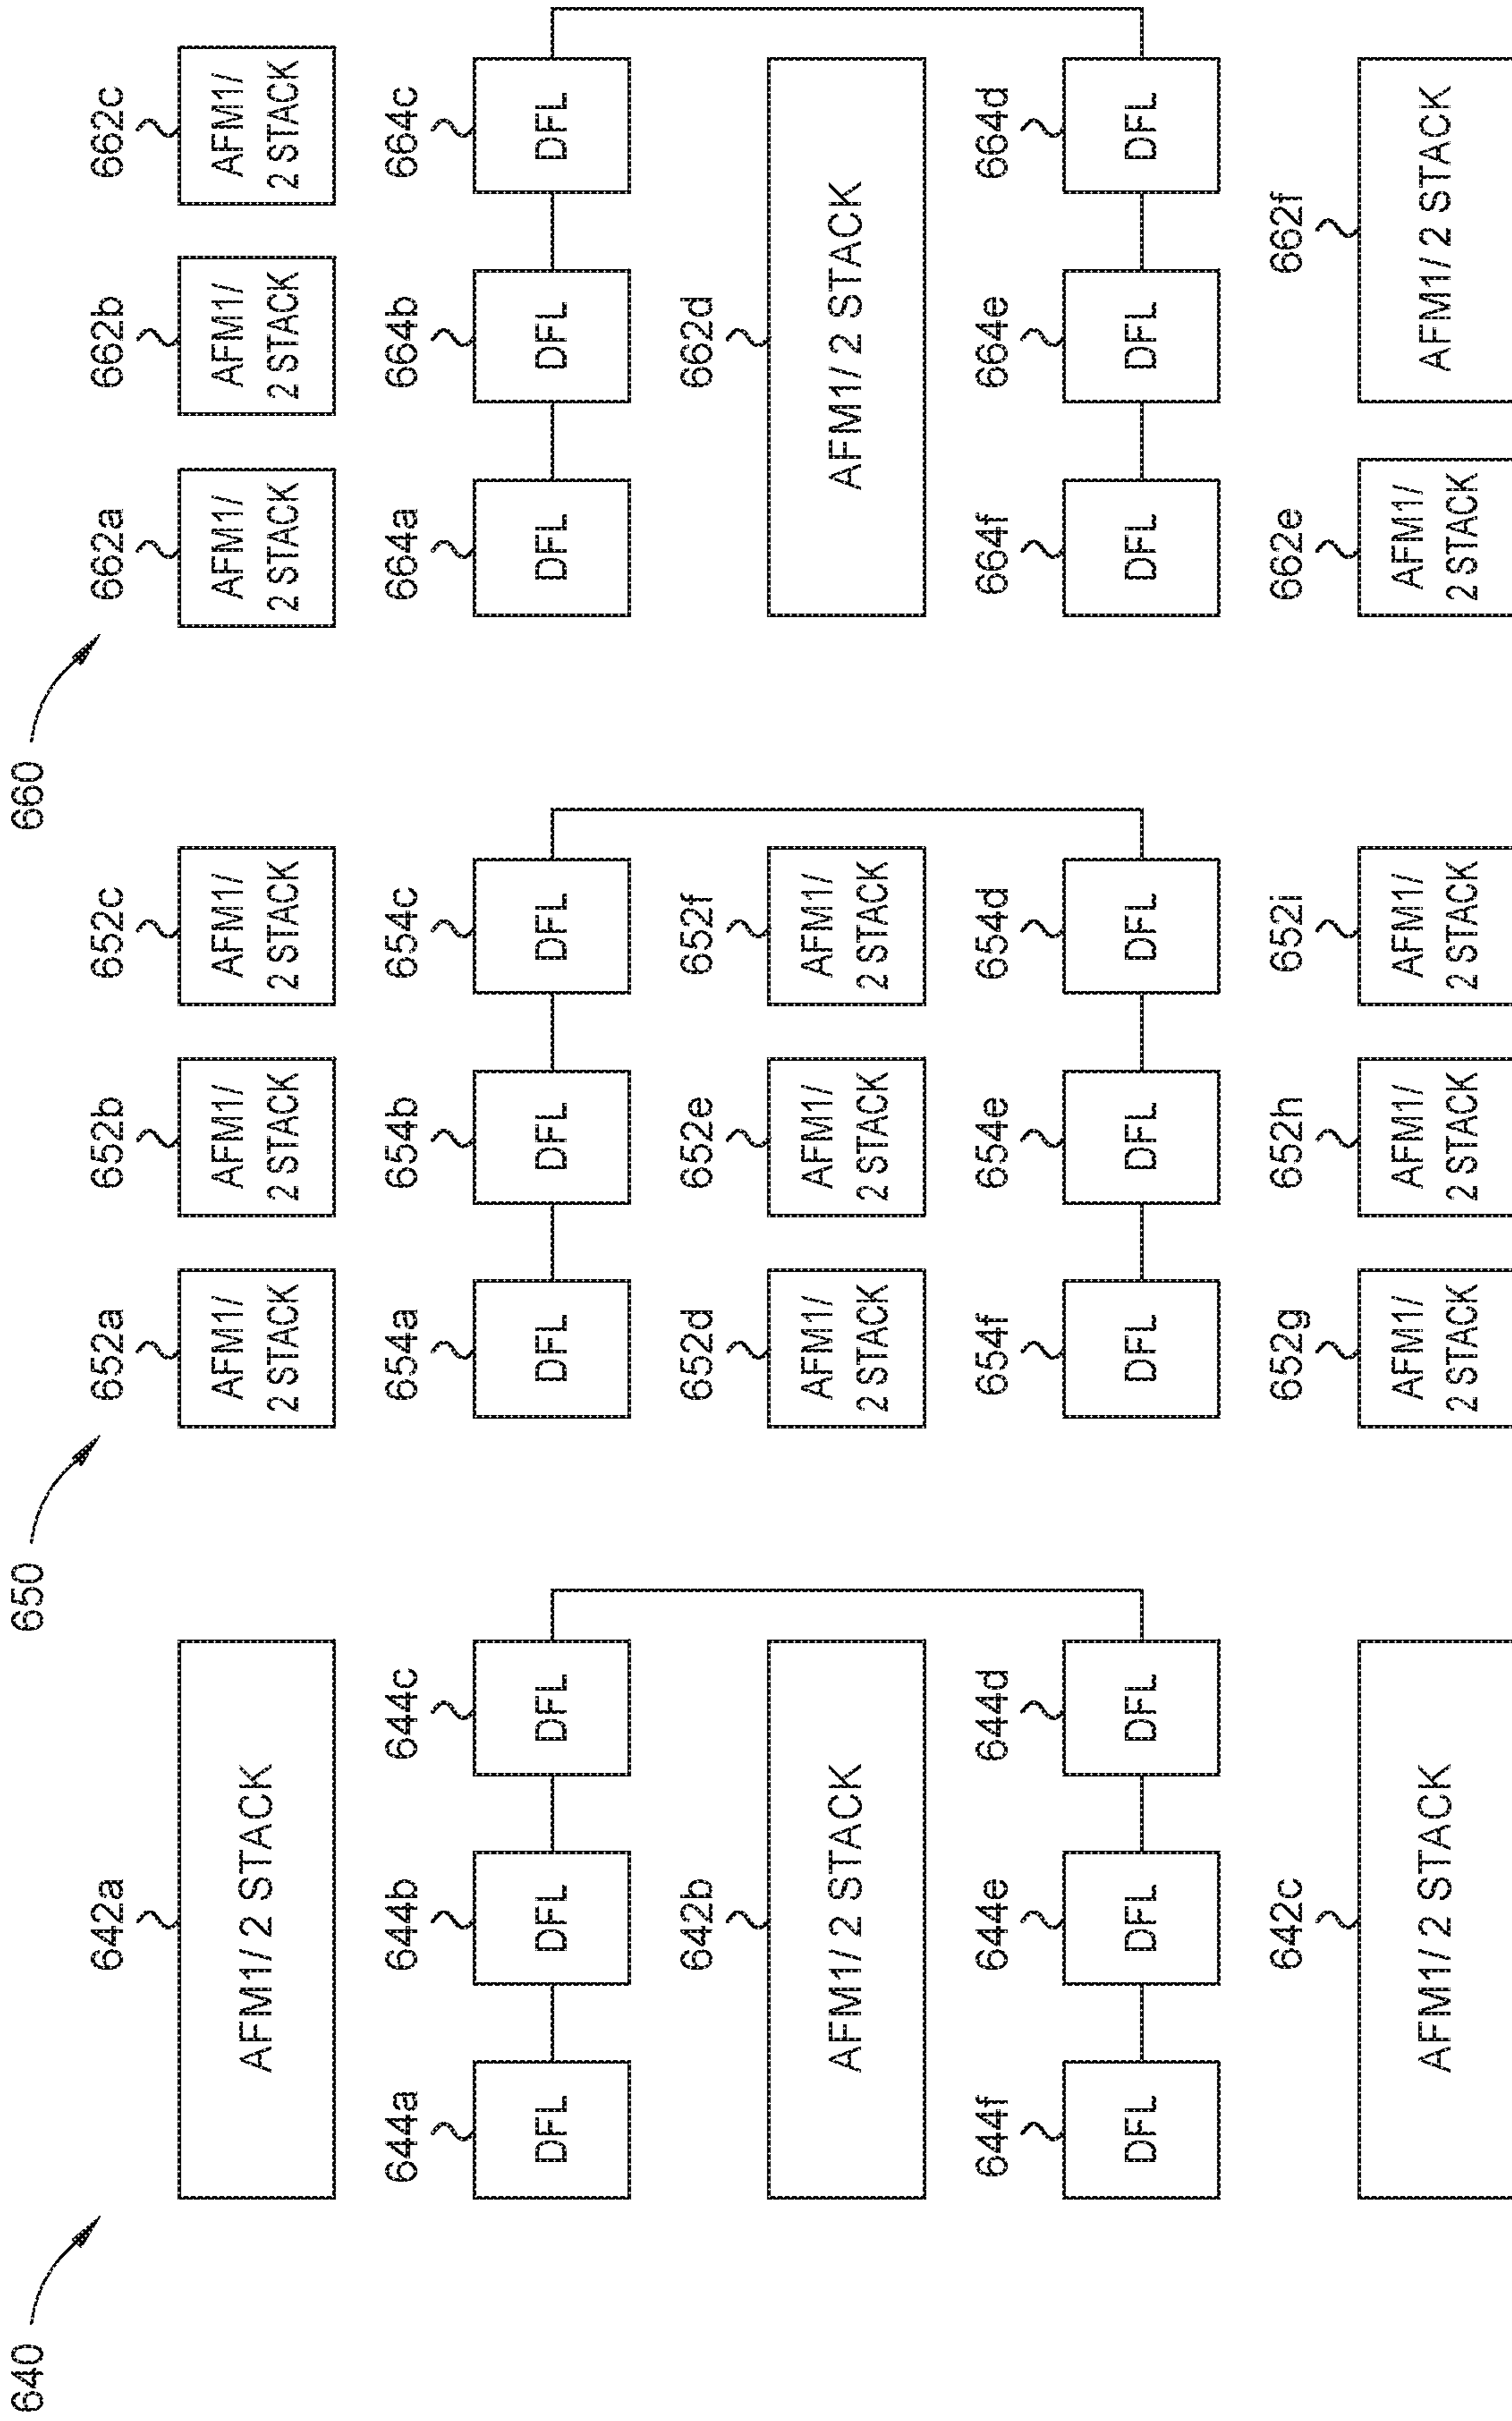 640
642a
AFM1/ 2 STACK
644a 644b 644c
DFL DFL DFL
642b
AFM1/ 2 STACK
644f 644e 644d
DFL DFL DFL
642c
AFM1/ 2 STACK
650
652a 652b 652c
AFM1/ AFM1/ AFM1/
2 STACK 2 STACK 2 STACK
654a 654b 654c
DFL DFL DFL
652d 652e 652f
AFM1/ AFM1/ AFM1/
2 STACK 2 STACK 2 STACK
654f 654e 654d
DFL DFL DFL
652g 652h 652i
AFM1/ AFM1/ AFM1/
2 STACK 2 STACK 2 STACK
660
662a 662b 662c
AFM1/ AFM1/ AFM1/
2 STACK 2 STACK 2 STACK
664a 664b 664c
DFL DFL DFL
662d
AFM1/ 2 STACK
664f 664e 664d
DFL DFL DFL
662e 662f
AFM1/
2 STACK
AFM1/ 2 STACK